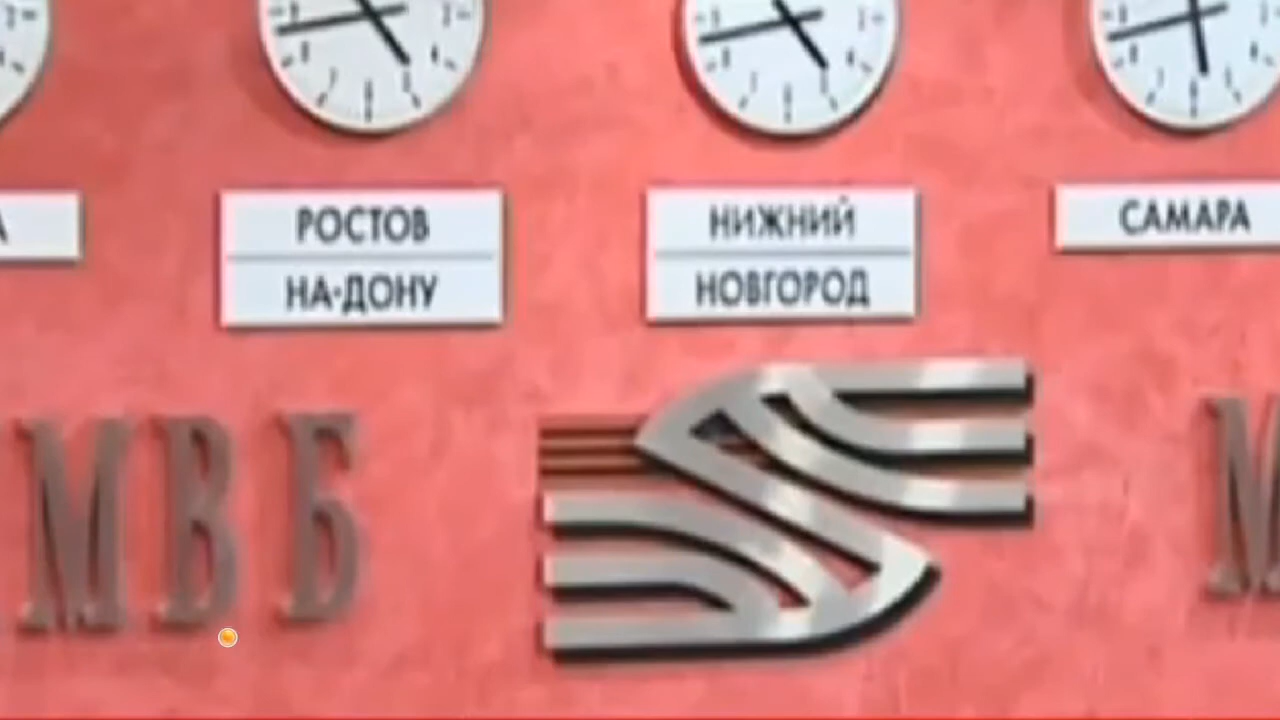 РОСТОВ
НА-ДОНУ
НИЖНИЙ
НОВГОРОД
САМАРА
МВБ